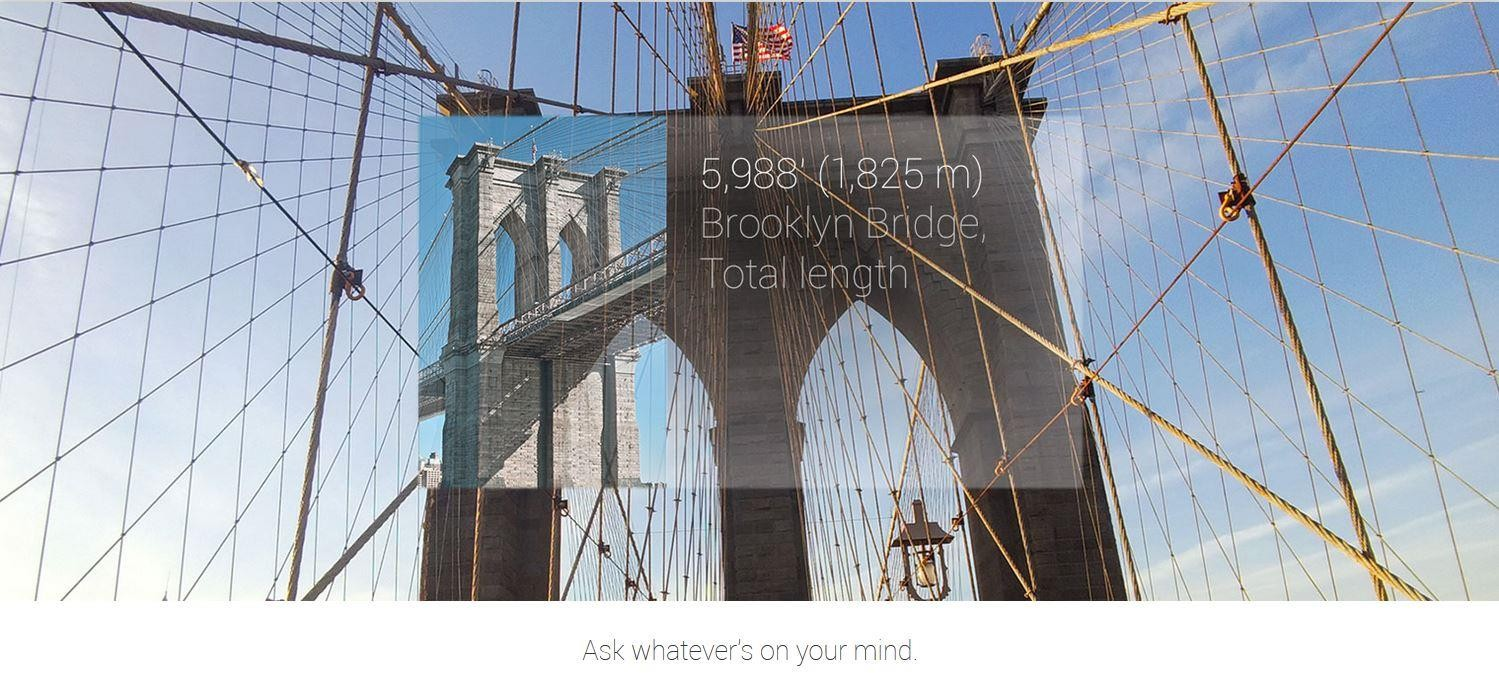 5,988' (1,825 m)
Brooklyn Bridge,
Total length
Ask whatever's on your mind.